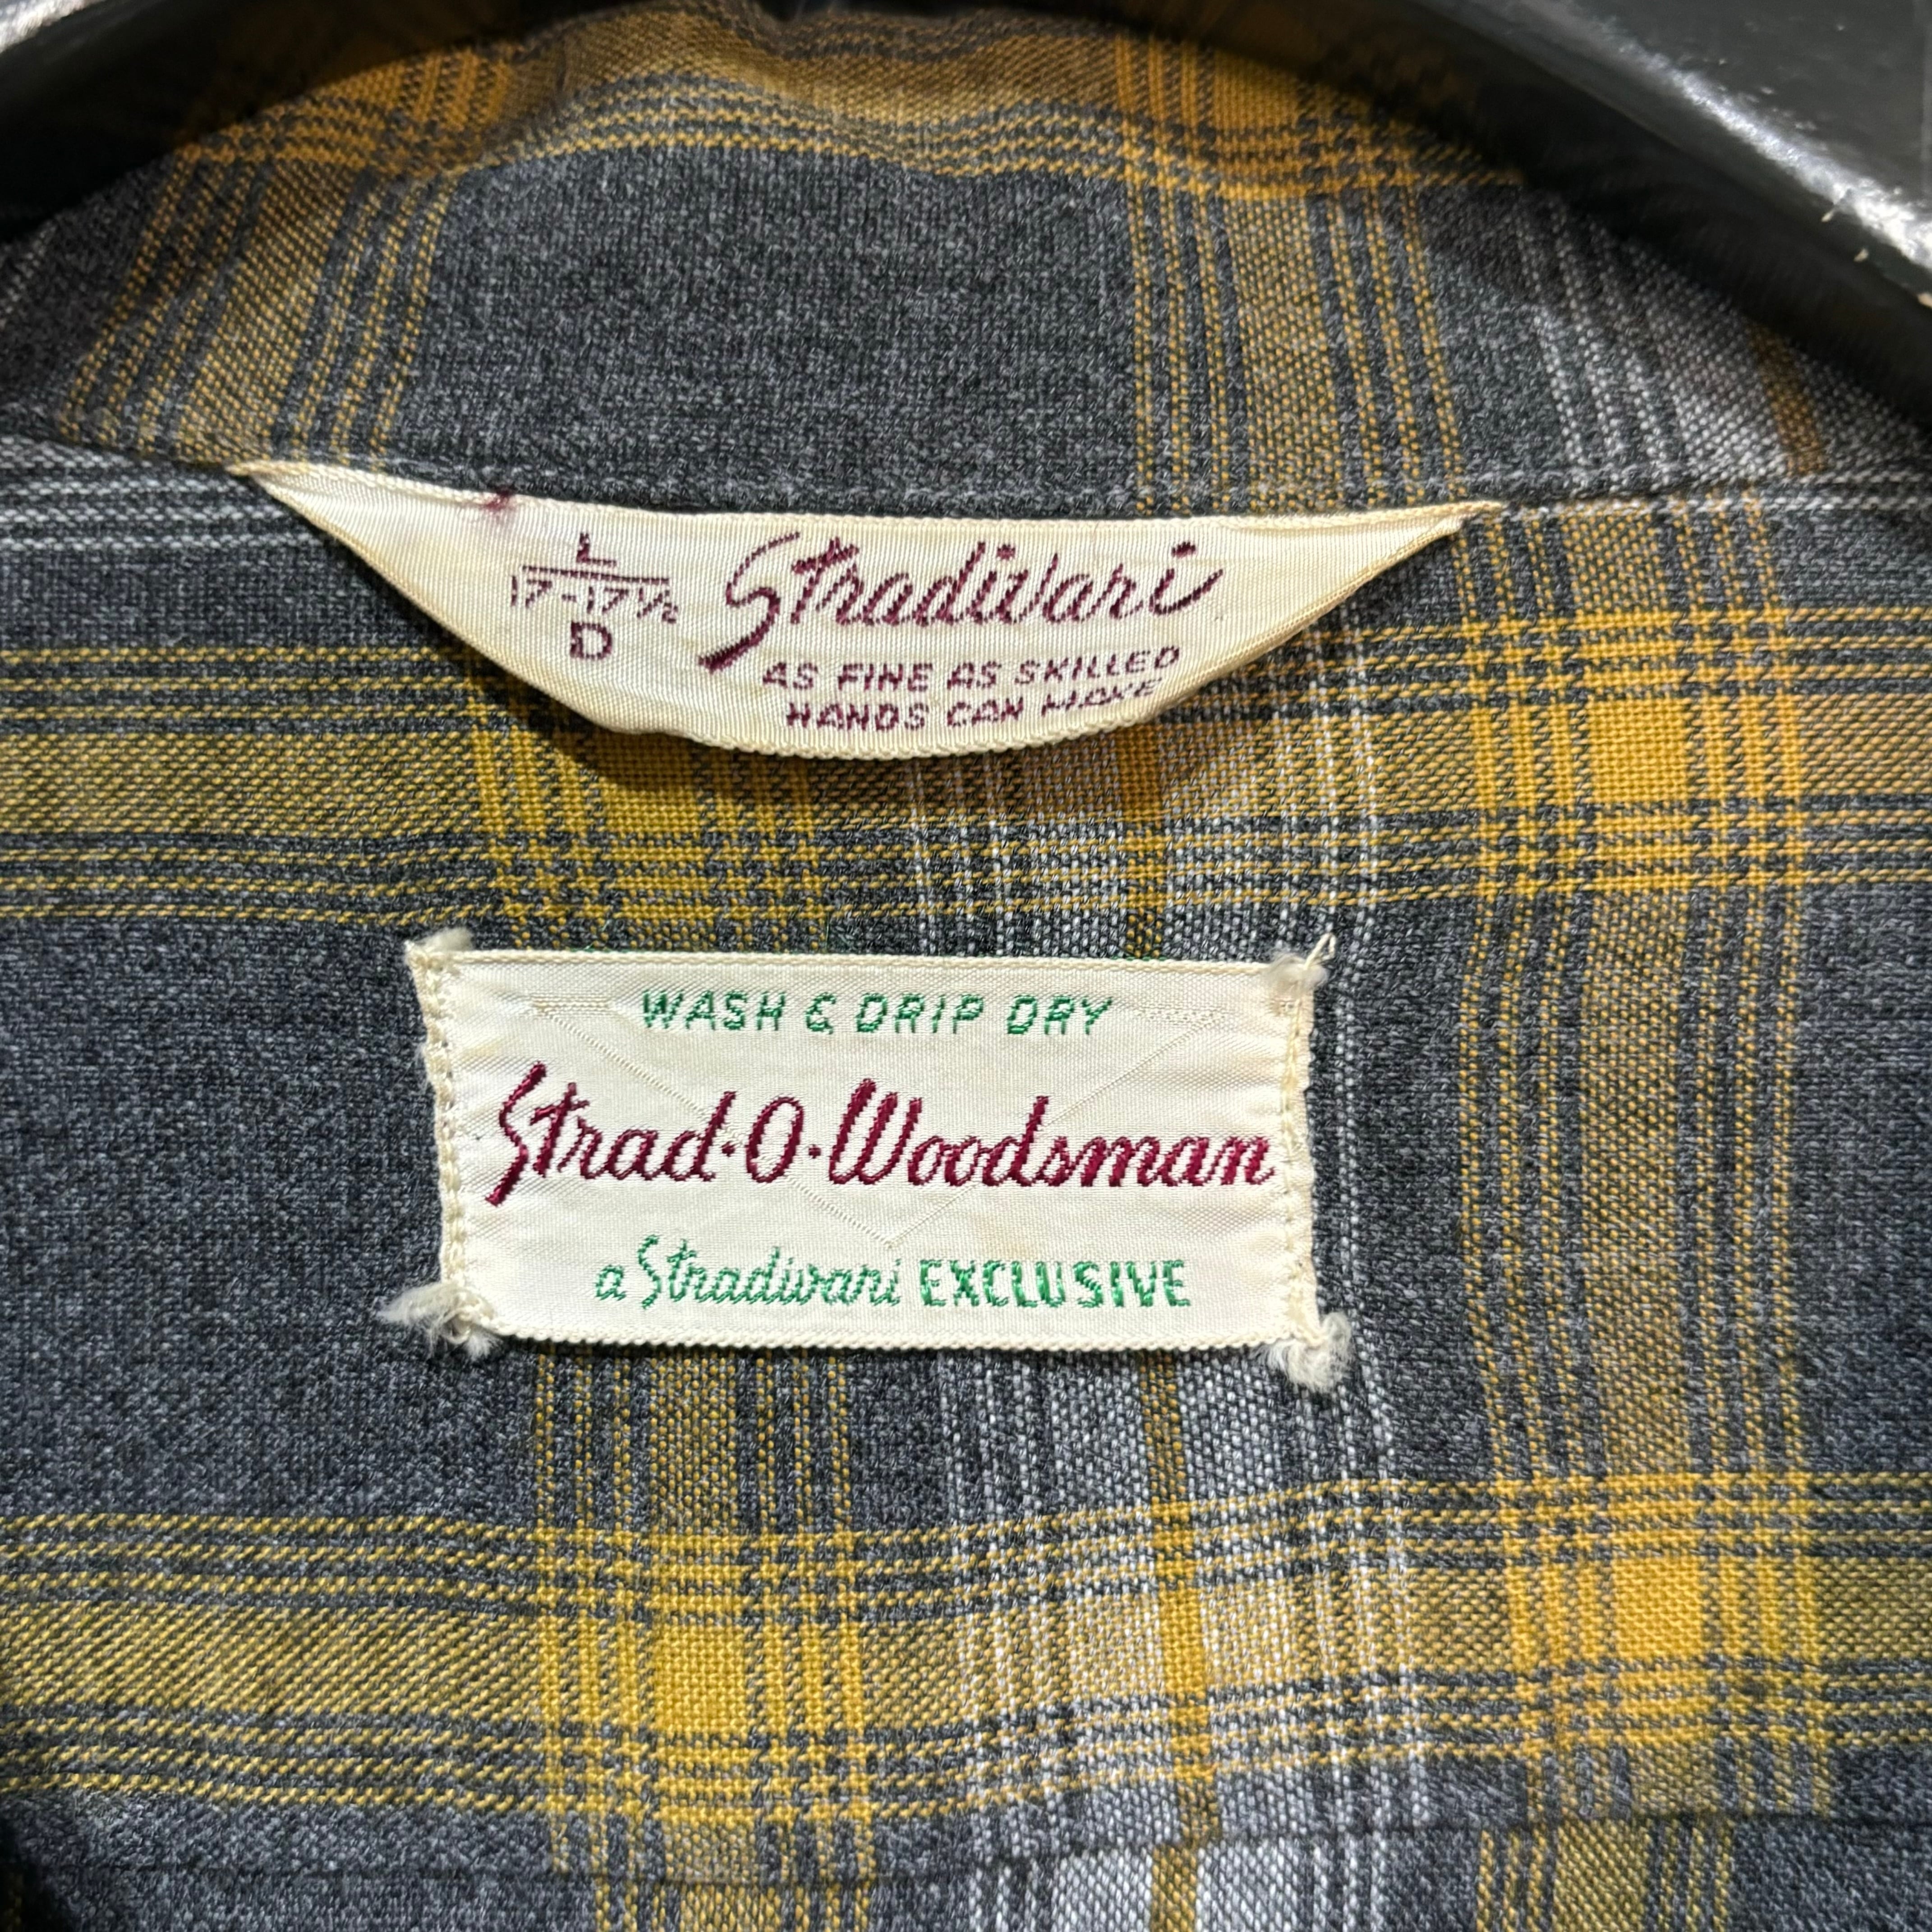 L
17-17½
D
Stradivari
AS FINE AS SKILLED
HANDS CAN MAKE
WASH & DRIP DRY
Strad·O·Woodsman
a Stradivari EXCLUSIVE